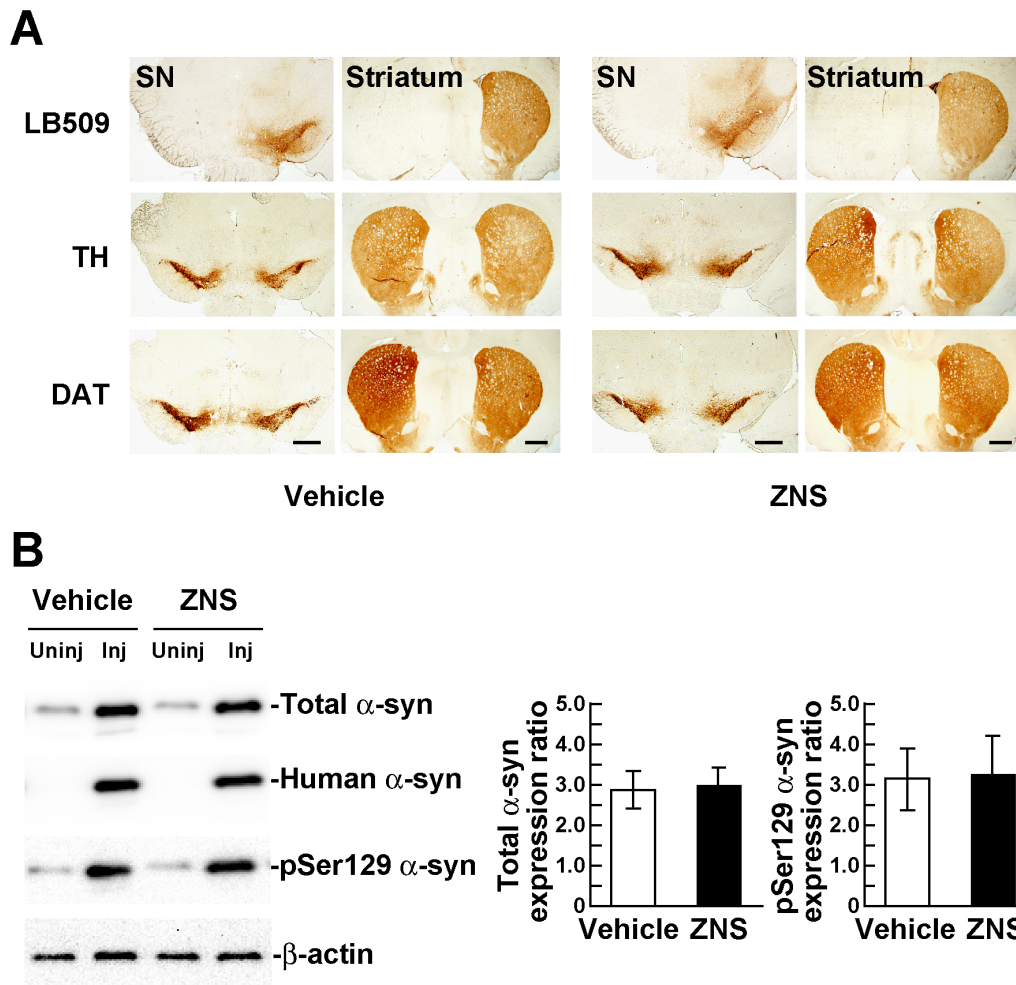 A
SN Striatum SN Striatum
LB509
TH
DAT
Vehicle ZNS
B
Vehicle ZNS
Uninj Inj Uninj Inj
-Total α-syn
-Human α-syn
-pSer129 α-syn
-β-actin
Total α-syn
expression ratio
5.0
4.0
3.0
2.0
1.0
0
Vehicle ZNS
pSer129 α-syn
expression ratio
5.0
4.0
3.0
2.0
1.0
0
Vehicle ZNS